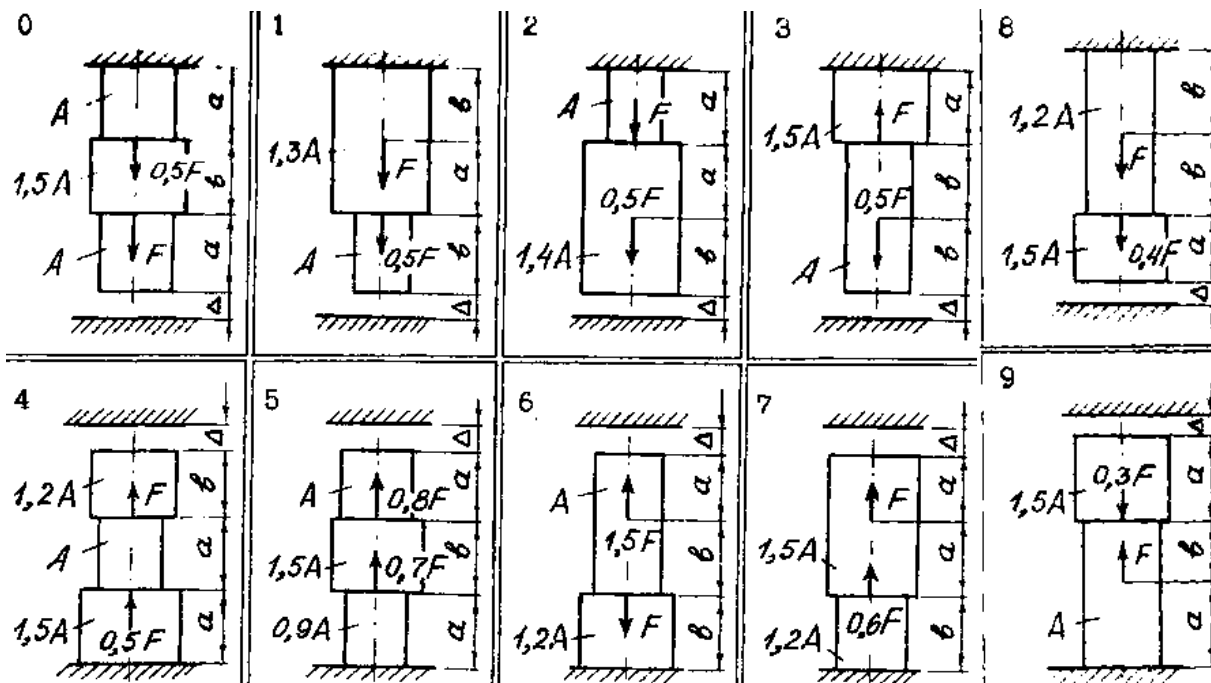 0
A
1,5A
A
0,5F
F
a
в
a
Δ
1
1,3A
A
F
0,5F
в
a
в
Δ
2
A
1,4A
F
0,5F
a
a
в
Δ
3
1,5A
A
F
0,5F
a
в
в
Δ
8
1,2A
1,5A
F
0,4F
в
в
a
Δ
4
1,2A
A
1,5A
F
0,5F
Δ
в
a
a
5
A
1,5A
0,9A
0,8F
0,7F
Δ
a
в
a
6
A
1,2A
1,5F
F
Δ
a
в
в
7
1,5A
1,2A
F
0,6F
Δ
a
a
в
9
1,5A
A
0,3F
F
Δ
a
в
a